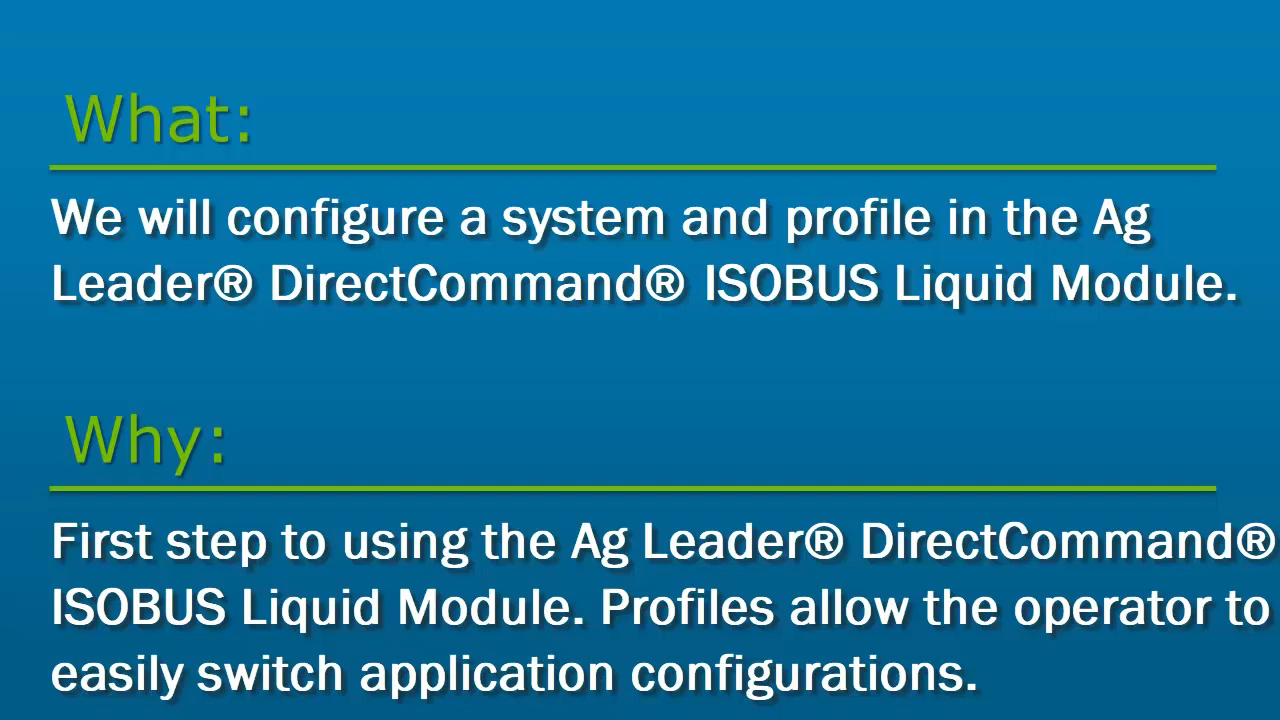 What:
We will configure a system and profile in the Ag
Leader® DirectCommand® ISOBUS Liquid Module.
Why:
First step to using the Ag Leader® DirectCommand®
ISOBUS Liquid Module. Profiles allow the operator to
easily switch application configurations.